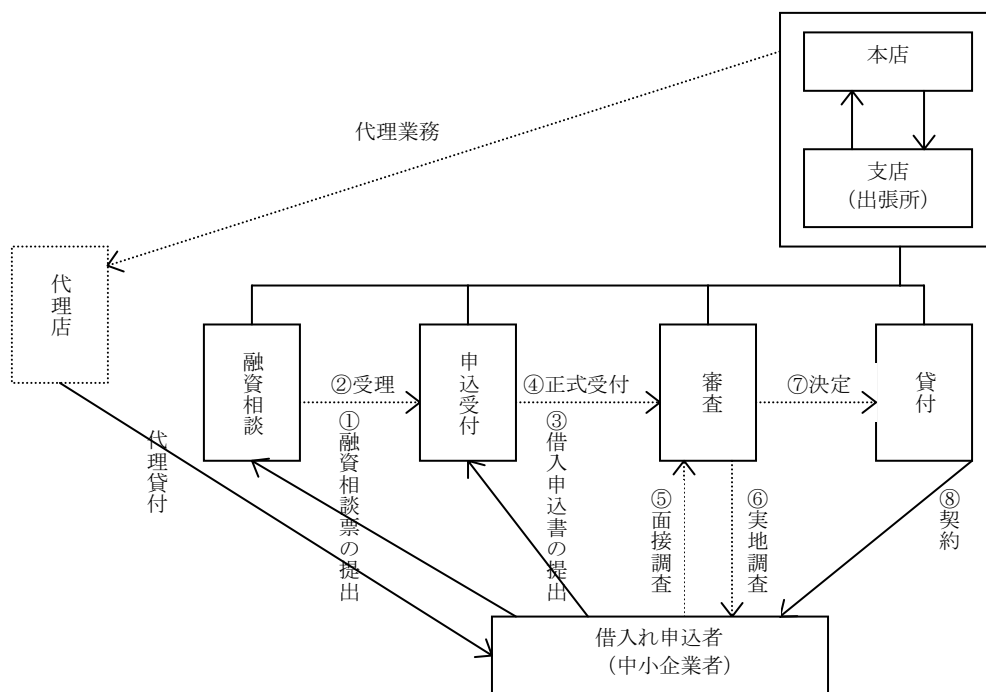 本店
代理業務
支店
(出張所)
代理店
融資相談
申込受付
審査
貸付
②受理
④正式受付
⑦決定
代理貸付
①融資相談票の提出
③借入申込書の提出
⑤面接調査
⑥実地調査
⑧契約
借入れ申込者
(中小企業者)